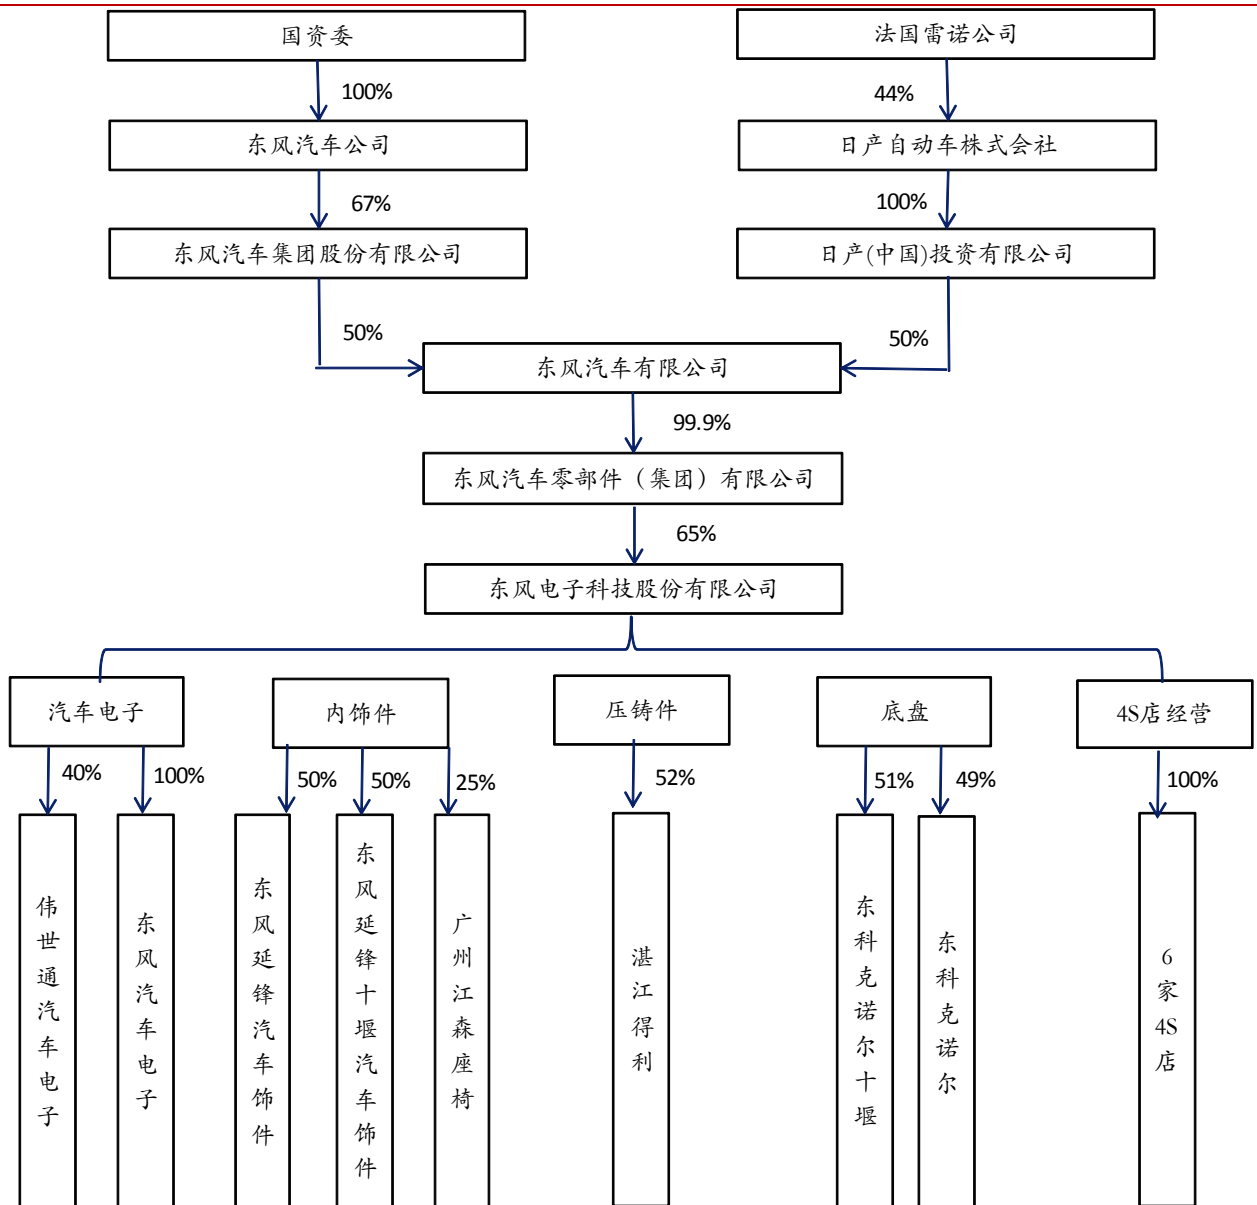 国资委
法国雷诺公司
100%
44%
东风汽车公司
日产自动车株式会社
67%
100%
东风汽车集团股份有限公司
日产(中国)投资有限公司
50%
50%
东风汽车有限公司
99.9%
东风汽车零部件（集团）有限公司
65%
东风电子科技股份有限公司
汽车电子
内饰件
压铸件
底盘
4S店经营
40%
100%
50%
50%
25%
52%
51%
49%
100%
伟世通汽车电子
东风汽车电子
东风延锋汽车饰件
东风延锋十堰汽车饰件
广州江森座椅
湛江得利
东科克诺尔十堰
东科克诺尔
6家4S店